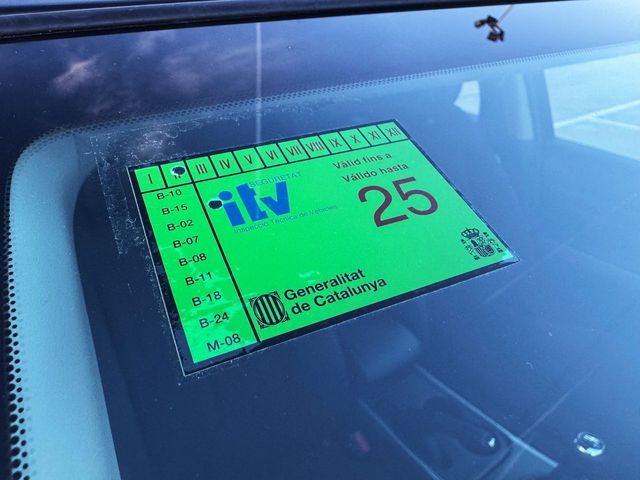 I II III IV V VI VII VIII IX X XI XII
B-10
B-15
B-02
B-07
B-08
B-11
B-18
B-24
M-08
SEGURETAT
itv
Inspecció Tècnica de Vehicles
Vàlid fins a
Válido hasta
25
Generalitat
de Catalunya